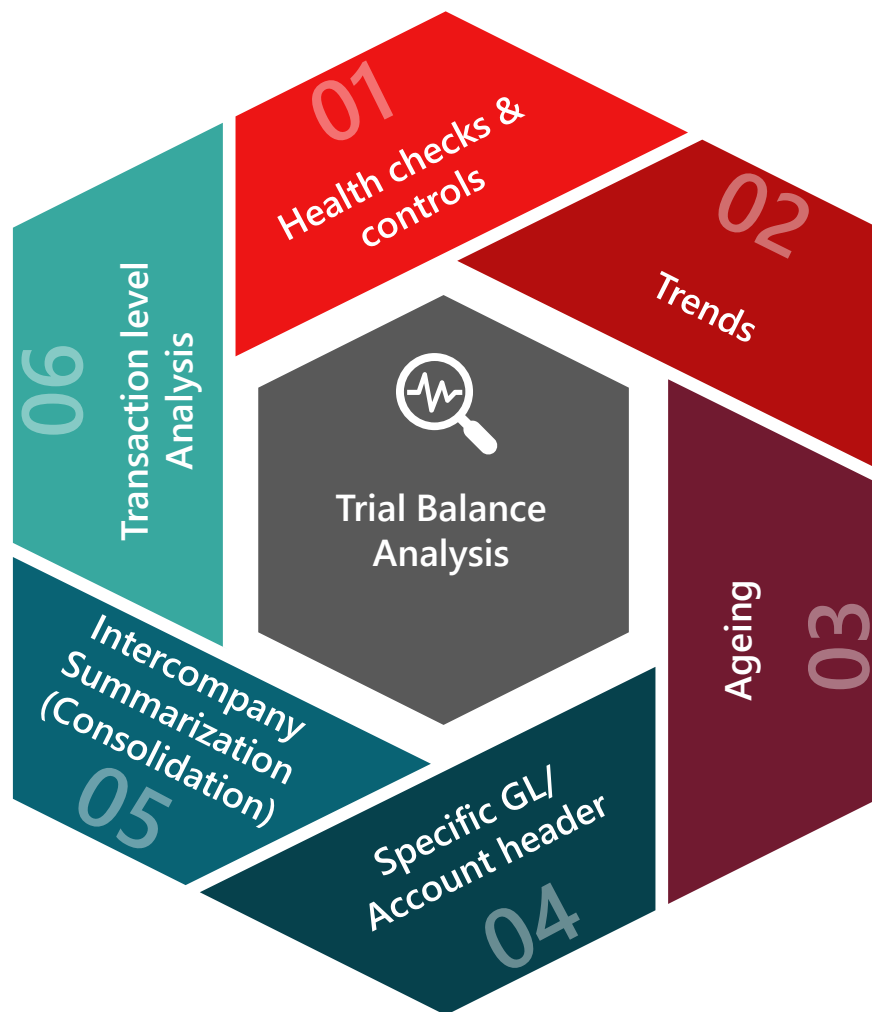 Trial Balance
Analysis
01
Health checks &
controls
02
Trends
03
Ageing
04
Specific GL/
Account header
05
Intercompany
Summarization
(Consolidation)
06
Transaction level
Analysis